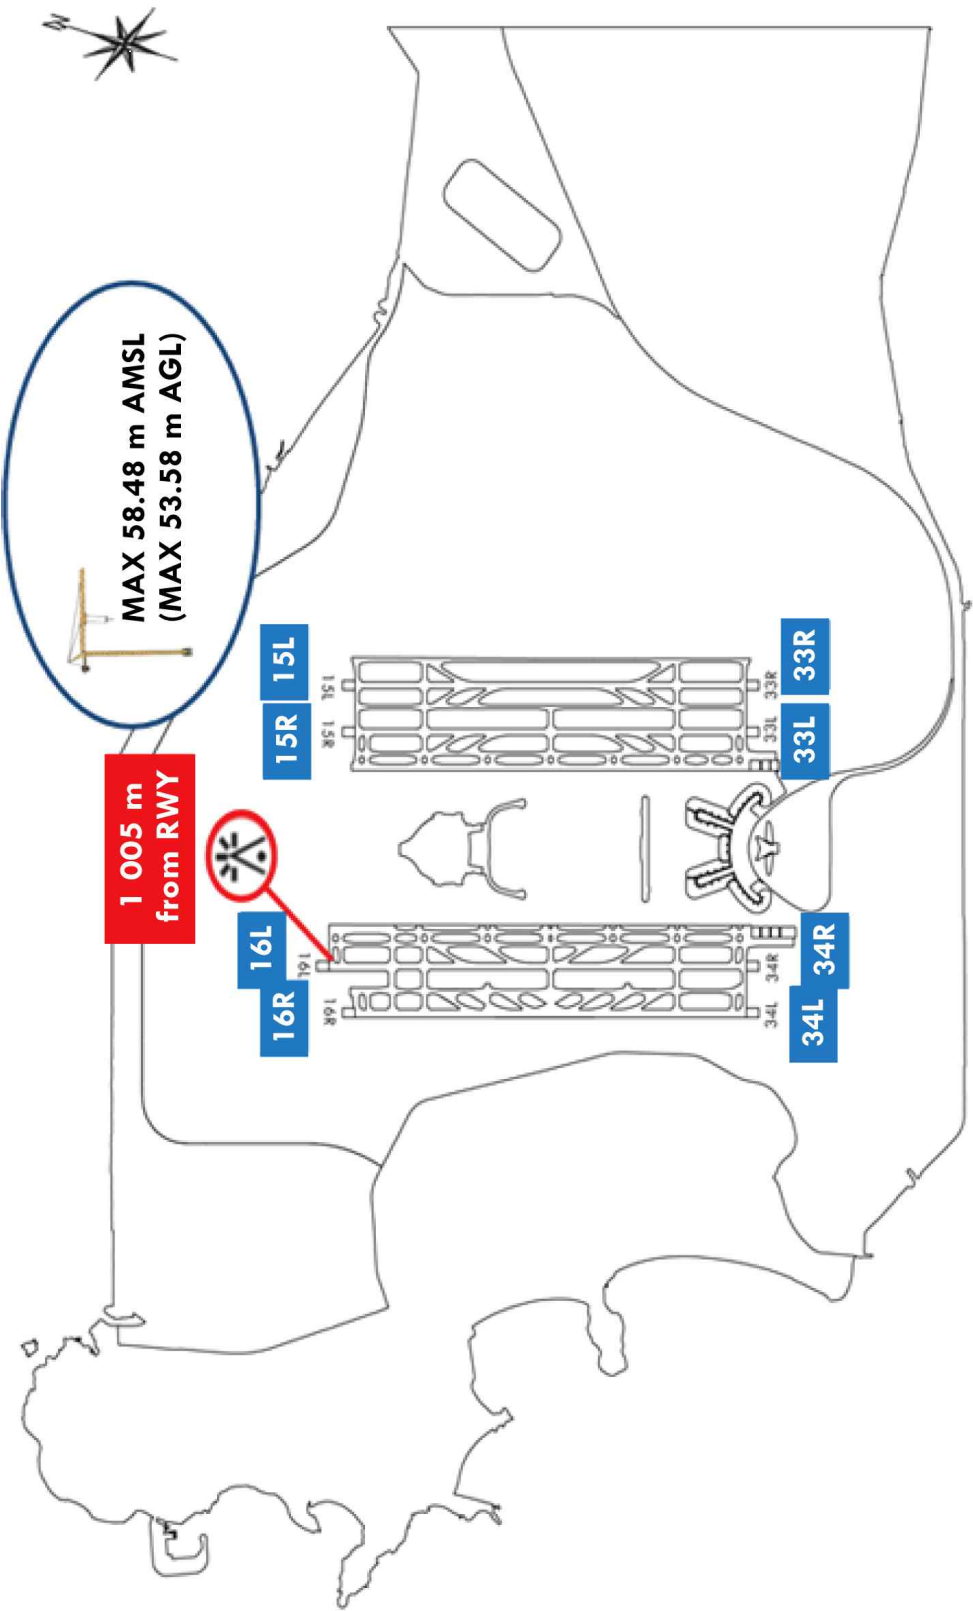 N
MAX 58.48 m AMSL
(MAX 53.58 m AGL)
1 005 m
from RWY
15L
15R
16L
16R
15L
15R
16L
16R
33R
33L
34R
34L
33R
33L
34R
34L